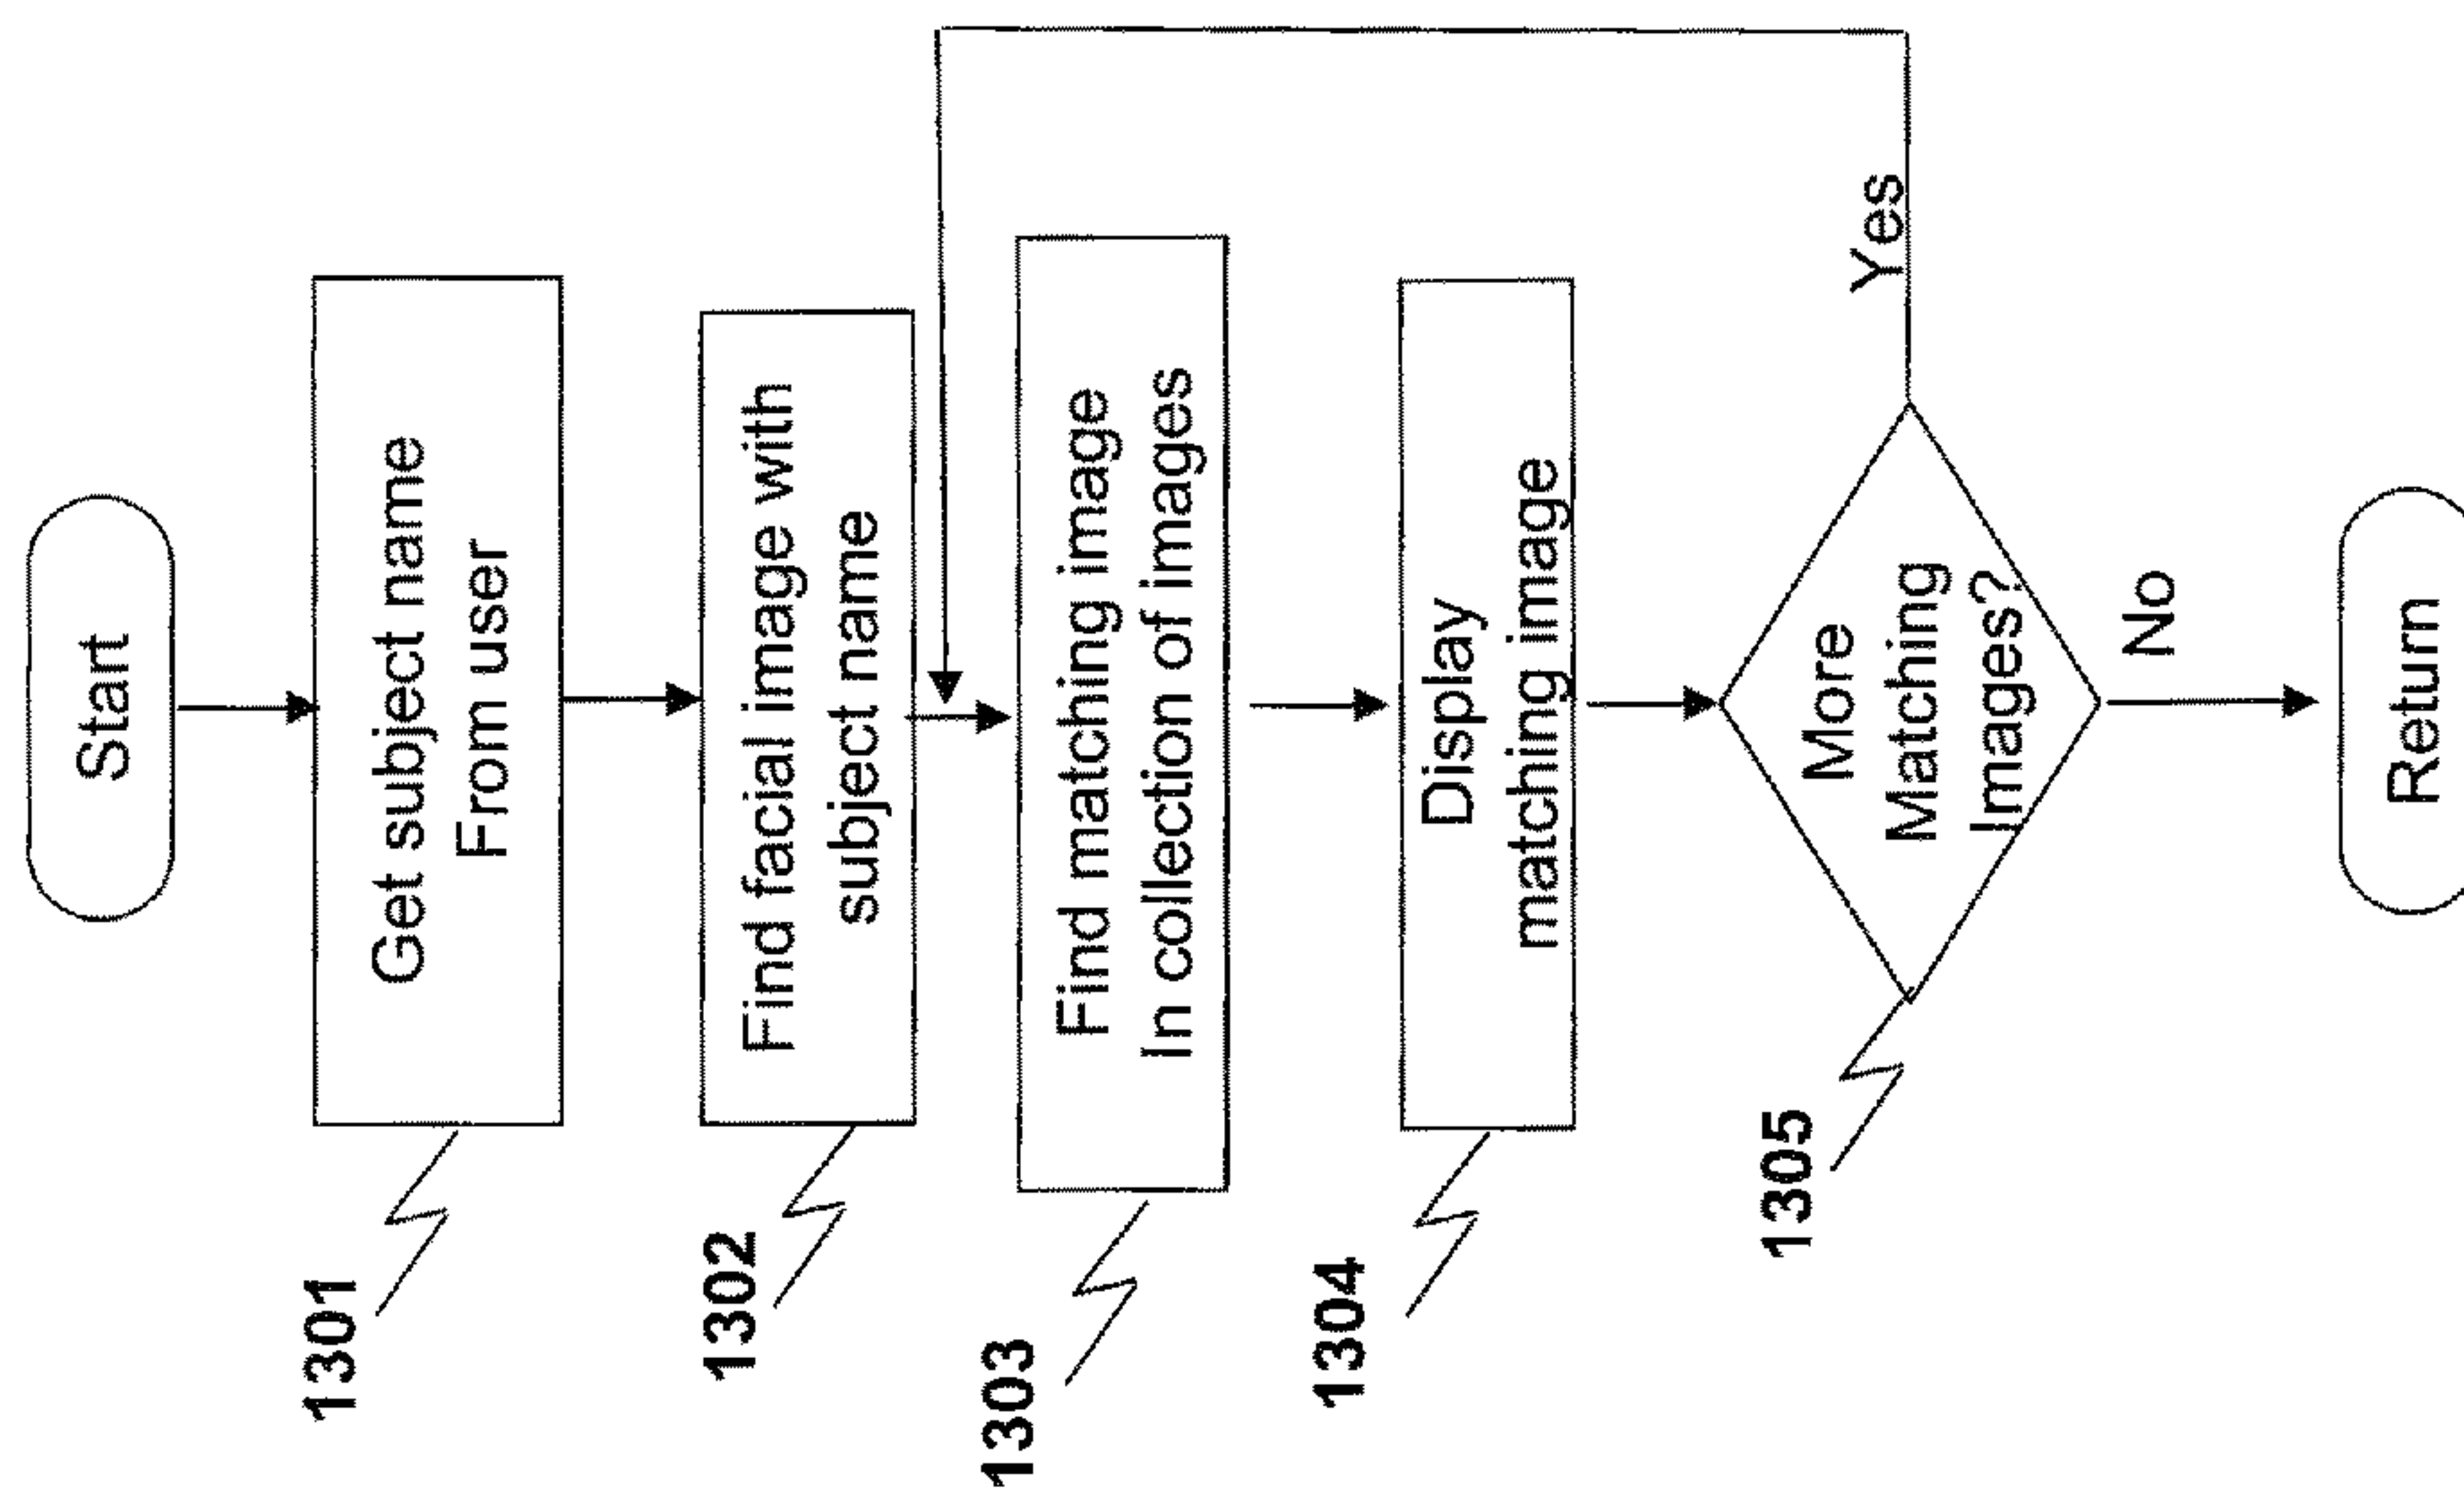 Start
1301
Get subject name
From user
1302
Find facial image with
subject name
1303
Find matching image
In collection of images
1304
Display
matching image
1305
More
Matching
Images?
Yes
No
Return